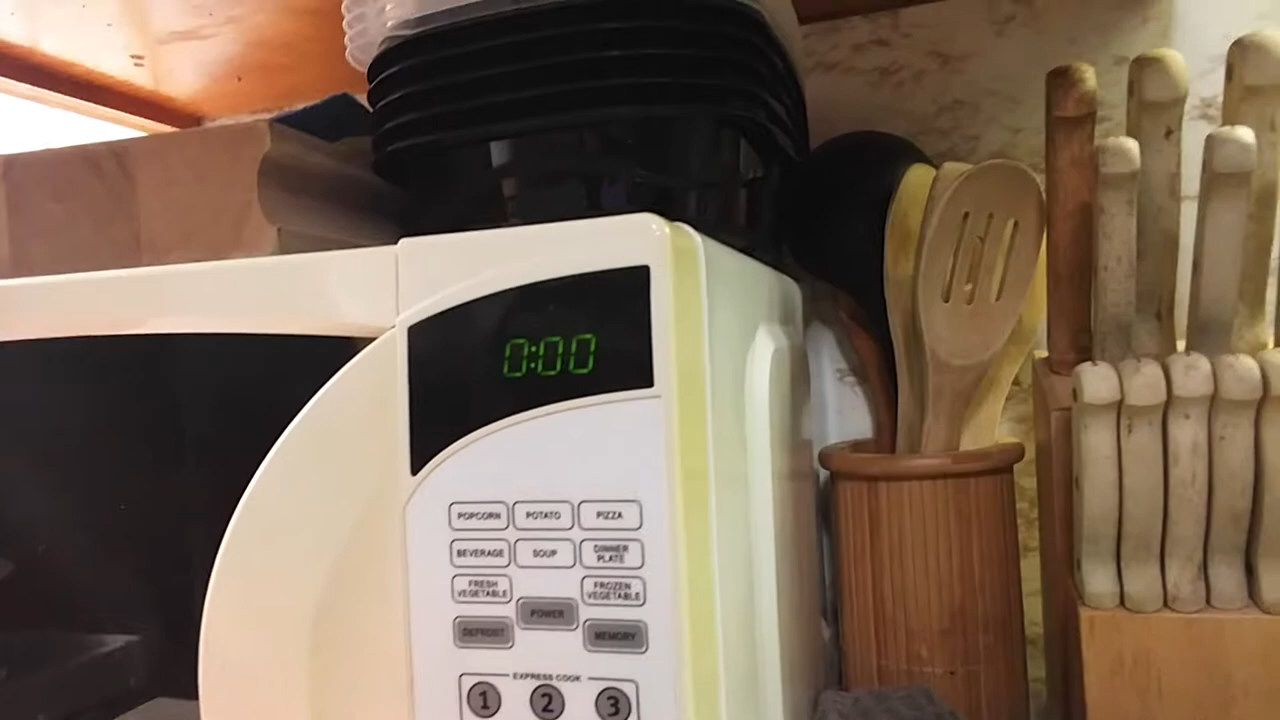 0:00
POPCORN POTATO PIZZA
BEVERAGE SOUP DINNER PLATE
FRESH VEGETABLE FROZEN VEGETABLE
POWER
DEFROST MEMORY
EXPRESS COOK
1 2 3